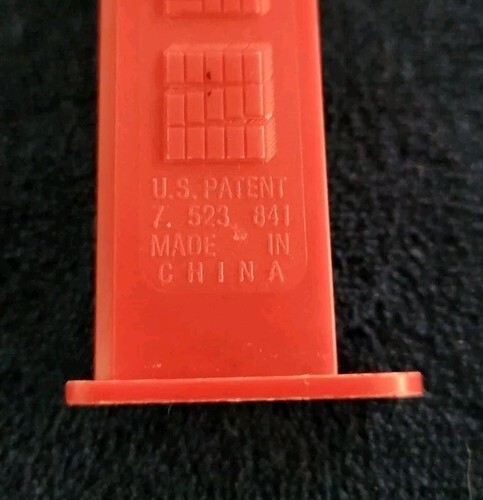 U.S. PATENT
7. 523 841
MADE IN
CHINA